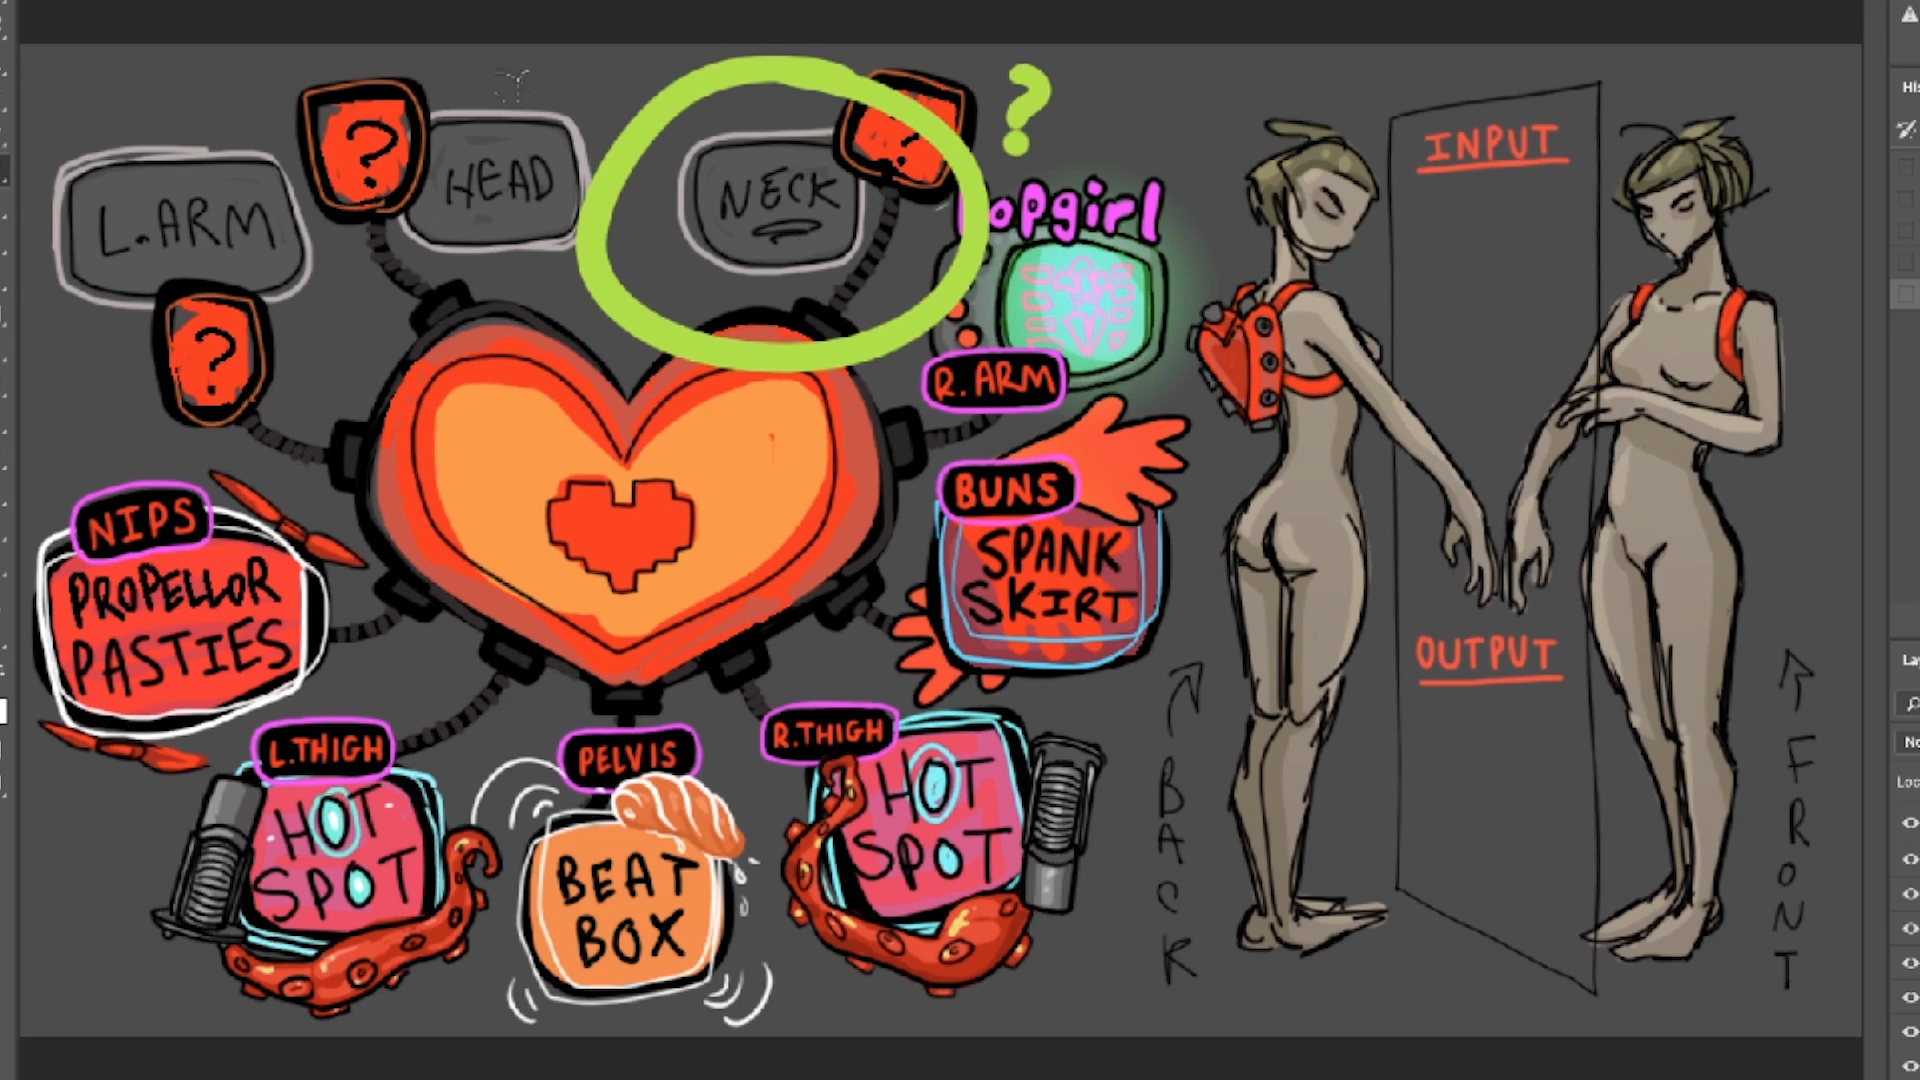 ?
HEAD
NECK
?
?
L.ARM
?
R.ARM
NIPS
PROPELLOR
PASTIES
BUNS
SPANK
SKIRT
L.THIGH
HOT
SPOT
PELVIS
BEAT
BOX
R.THIGH
HOT
SPOT
INPUT
OUTPUT
BACK
FRONT